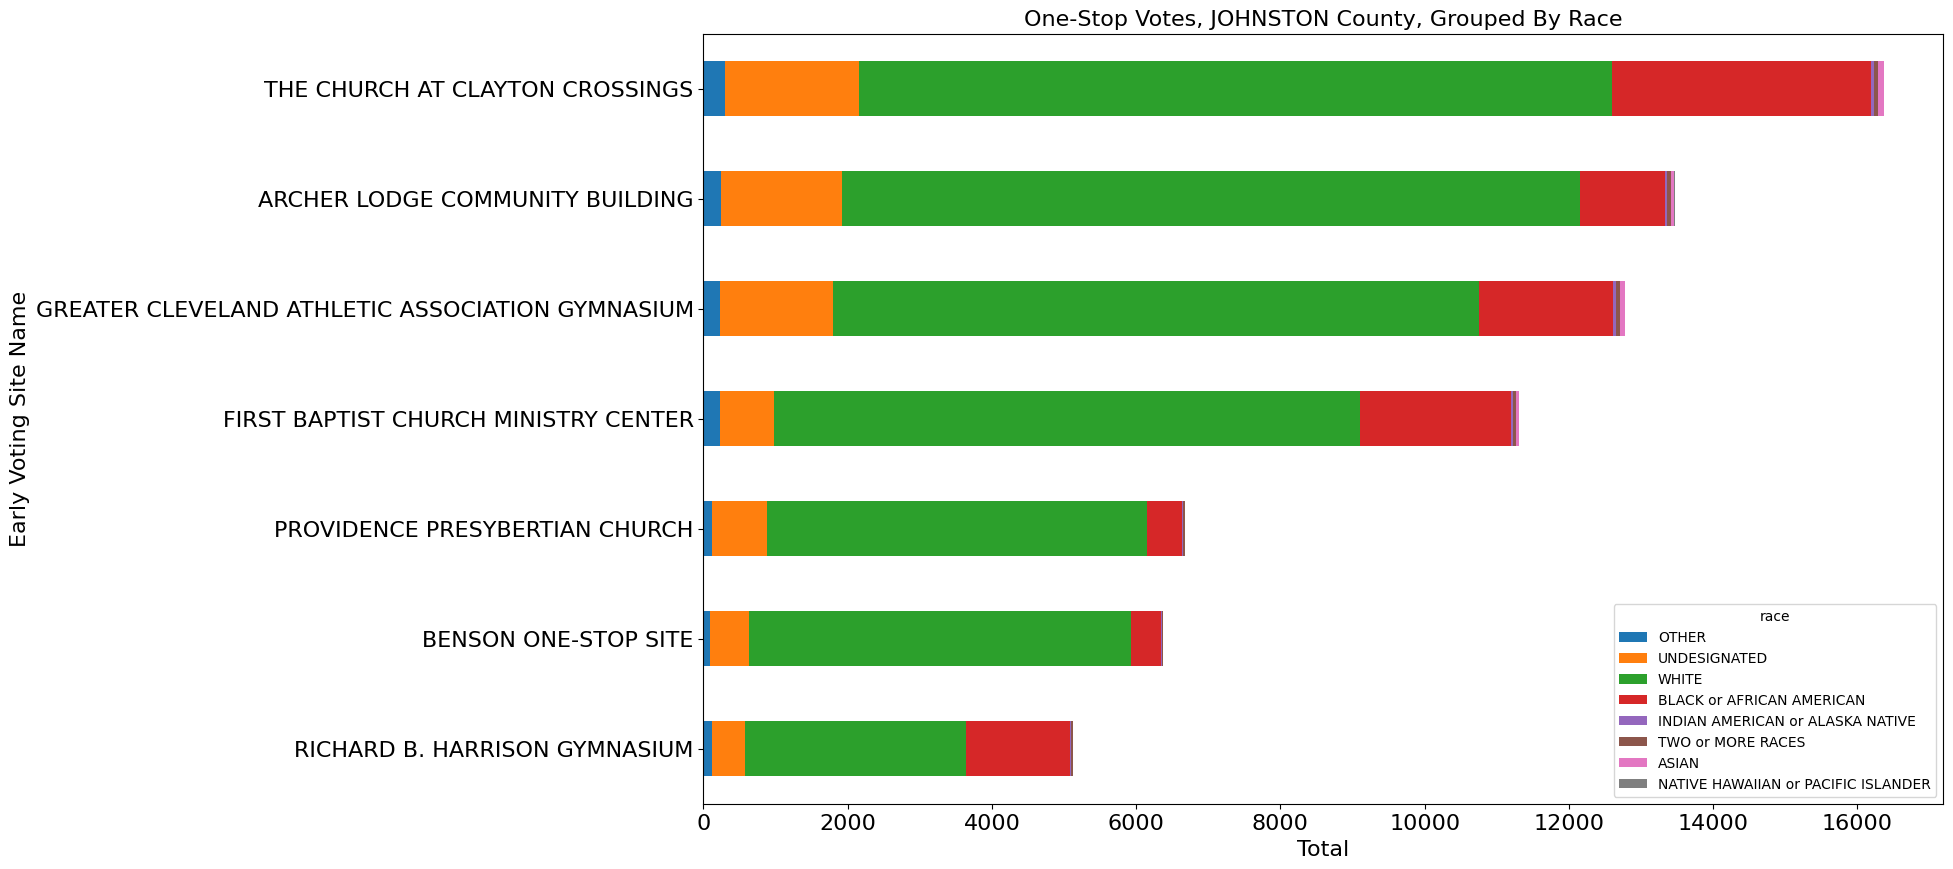 One-Stop Votes, JOHNSTON County, Grouped By Race
Early Voting Site Name
THE CHURCH AT CLAYTON CROSSINGS
ARCHER LODGE COMMUNITY BUILDING
GREATER CLEVELAND ATHLETIC ASSOCIATION GYMNASIUM
FIRST BAPTIST CHURCH MINISTRY CENTER
PROVIDENCE PRESYBERTIAN CHURCH
BENSON ONE-STOP SITE
RICHARD B. HARRISON GYMNASIUM
race
OTHER
UNDESIGNATED
WHITE
BLACK or AFRICAN AMERICAN
INDIAN AMERICAN or ALASKA NATIVE
TWO or MORE RACES
ASIAN
NATIVE HAWAIIAN or PACIFIC ISLANDER
0 2000 4000 6000 8000 10000 12000 14000 16000
Total